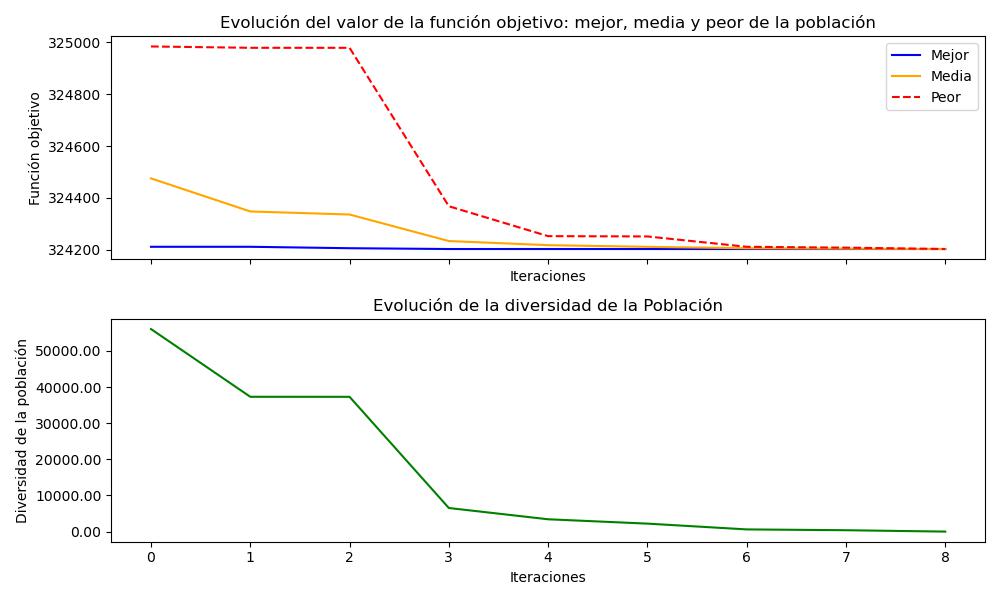 Evolución del valor de la función objetivo: mejor, media y peor de la población
325000
324800
324600
324400
324200
Función objetivo
Mejor
Media
Peor
Iteraciones
Evolución de la diversidad de la Población
50000.00
40000.00
30000.00
20000.00
10000.00
0.00
Diversidad de la población
0 1 2 3 4 5 6 7 8
Iteraciones